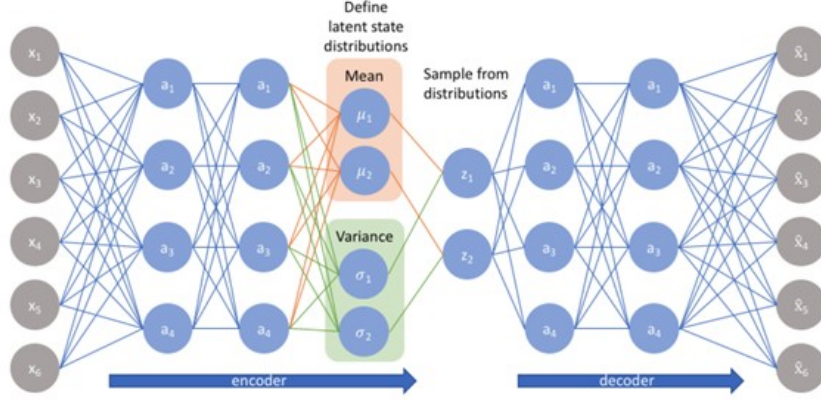 Define
latent state
distributions
Mean
Sample from
distributions
Variance
x₁
x₂
x₃
x₄
x₅
x₆
a₁
a₂
a₃
a₄
a₁
a₂
a₃
a₄
μ₁
μ₂
σ₁
σ₂
z₁
z₂
a₁
a₂
a₃
a₄
a₁
a₂
a₃
a₄
x̂₁
x̂₂
x̂₃
x̂₄
x̂₅
x̂₆
encoder
decoder